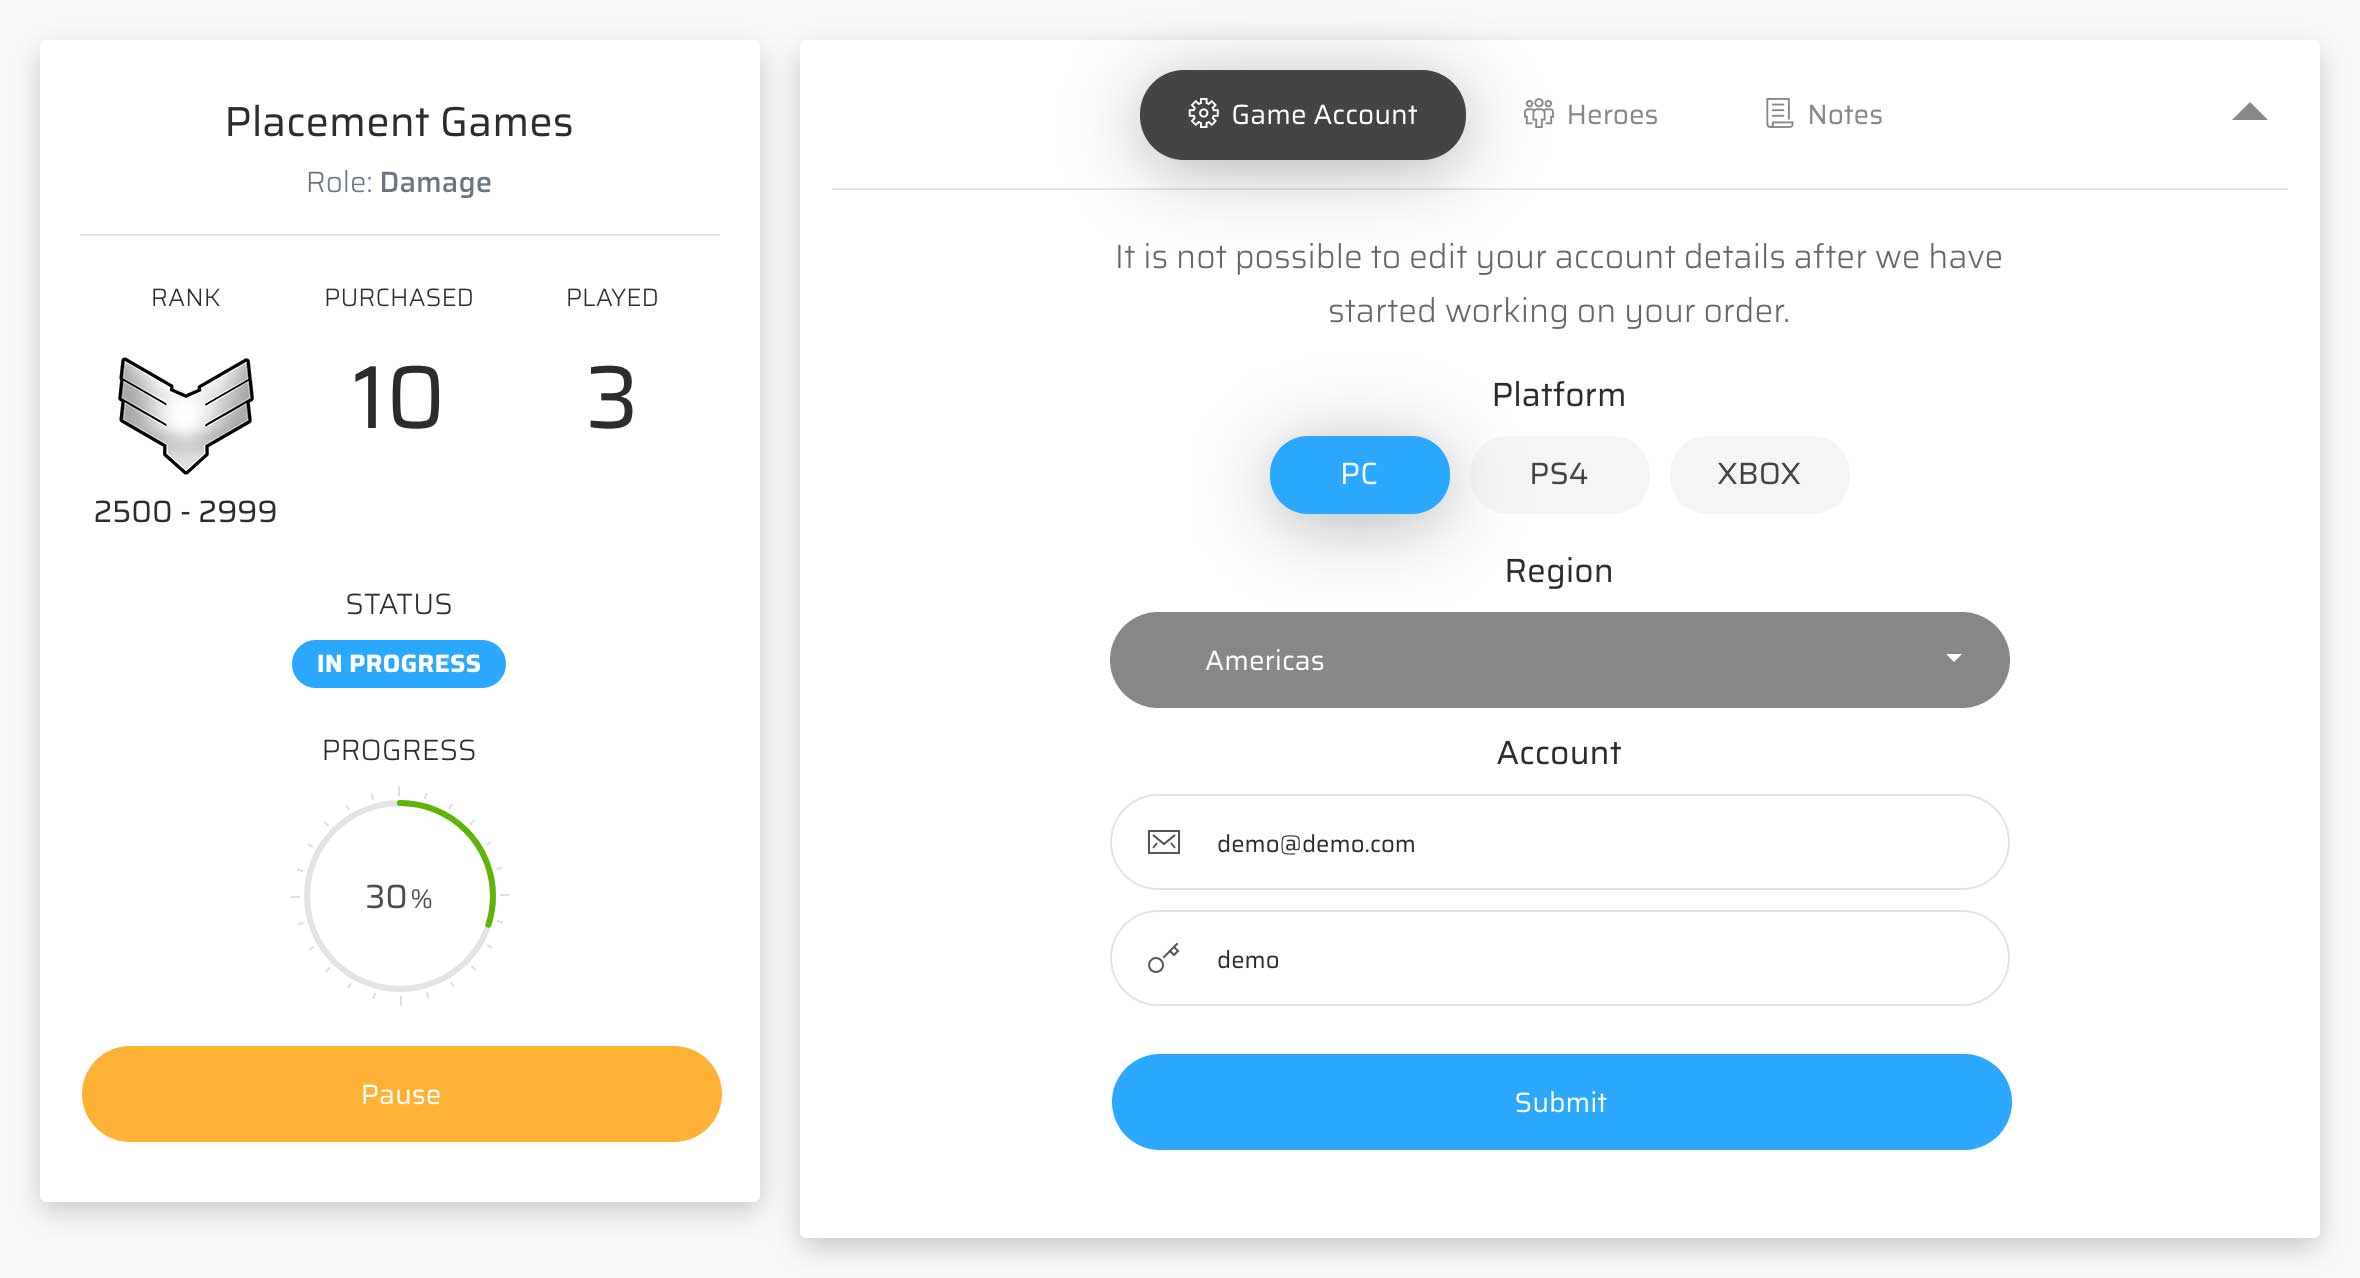 Placement Games
Role: Damage
RANK PURCHASED PLAYED
10 3
2500 - 2999
STATUS
IN PROGRESS
PROGRESS
30%
Pause
Game Account Heroes Notes
It is not possible to edit your account details after we have
started working on your order.
Platform
PC PS4 XBOX
Region
Americas
Account
demo@demo.com
demo
Submit